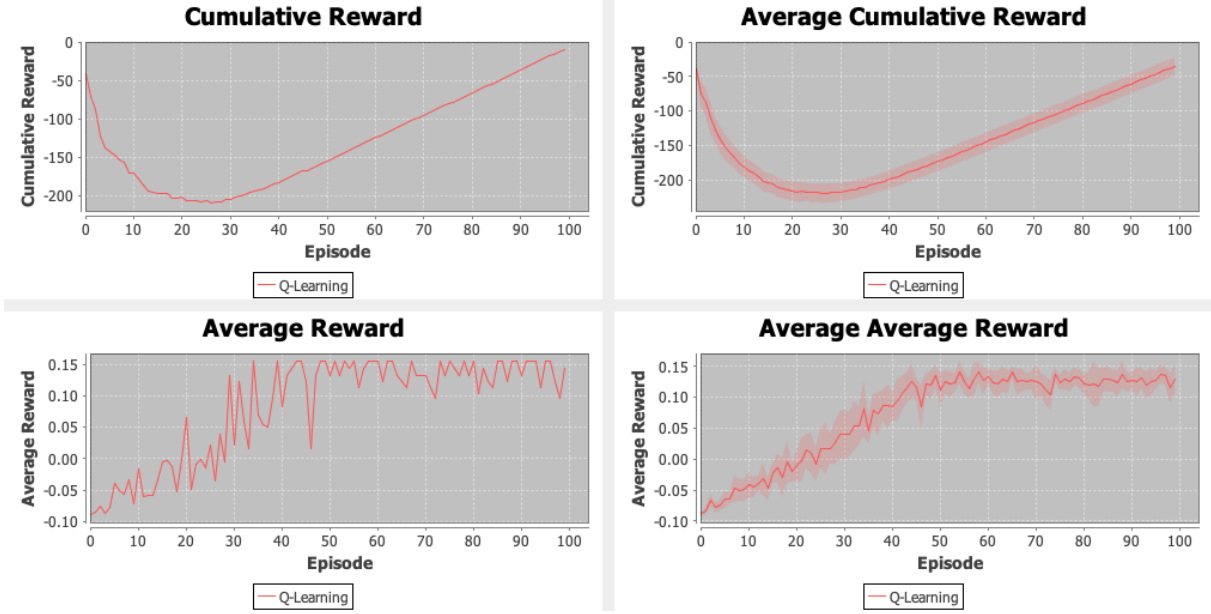 Cumulative Reward
Cumulative Reward
0
-50
-100
-150
-200
0 10 20 30 40 50 60 70 80 90 100
Episode
Q-Learning
Average Cumulative Reward
Cumulative Reward
0
-50
-100
-150
-200
0 10 20 30 40 50 60 70 80 90 100
Episode
Q-Learning
Average Reward
Average Reward
0.15
0.10
0.05
0.00
-0.05
-0.10
0 10 20 30 40 50 60 70 80 90 100
Episode
Q-Learning
Average Average Reward
Average Reward
0.15
0.10
0.05
0.00
-0.05
-0.10
0 10 20 30 40 50 60 70 80 90 100
Episode
Q-Learning